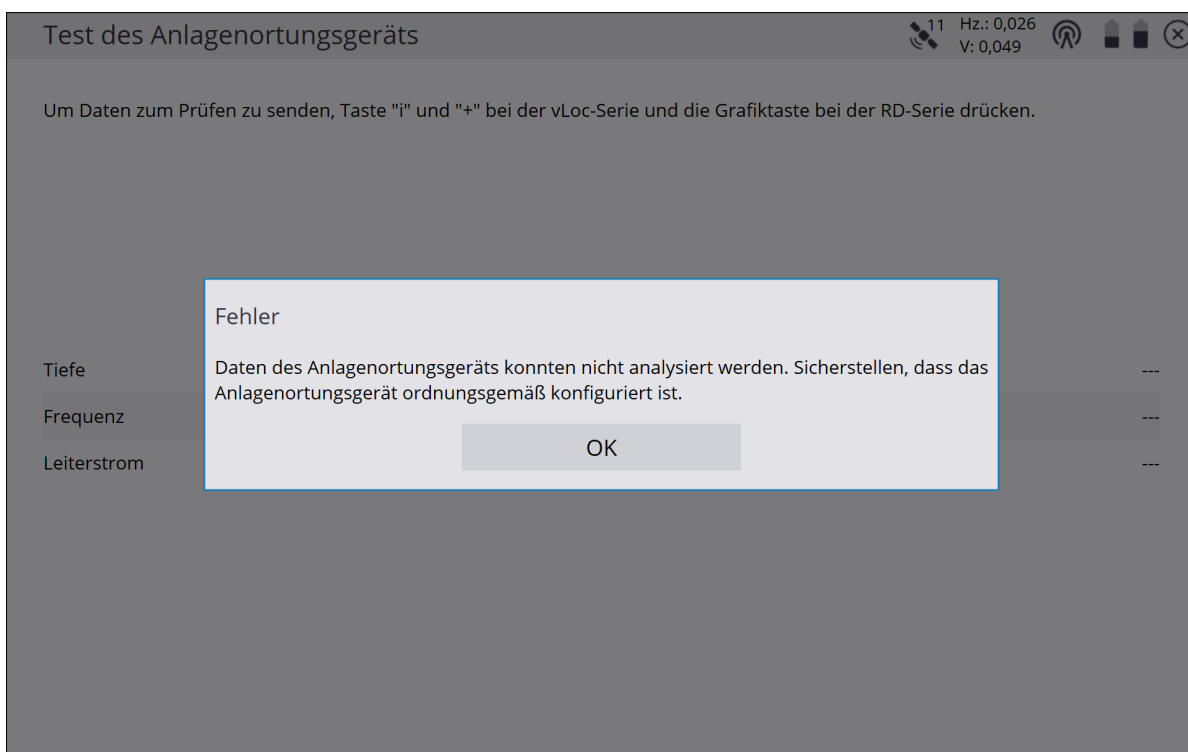 Test des Anlagenortungsgeräts
11
Hz.: 0,026
V: 0,049
Um Daten zum Prüfen zu senden, Taste "i" und "+" bei der vLoc-Serie und die Grafiktaste bei der RD-Serie drücken.
Fehler
Daten des Anlagenortungsgeräts konnten nicht analysiert werden. Sicherstellen, dass das
Anlagenortungsgerät ordnungsgemäß konfiguriert ist.
OK
Tiefe ---
Frequenz ---
Leiterstrom ---